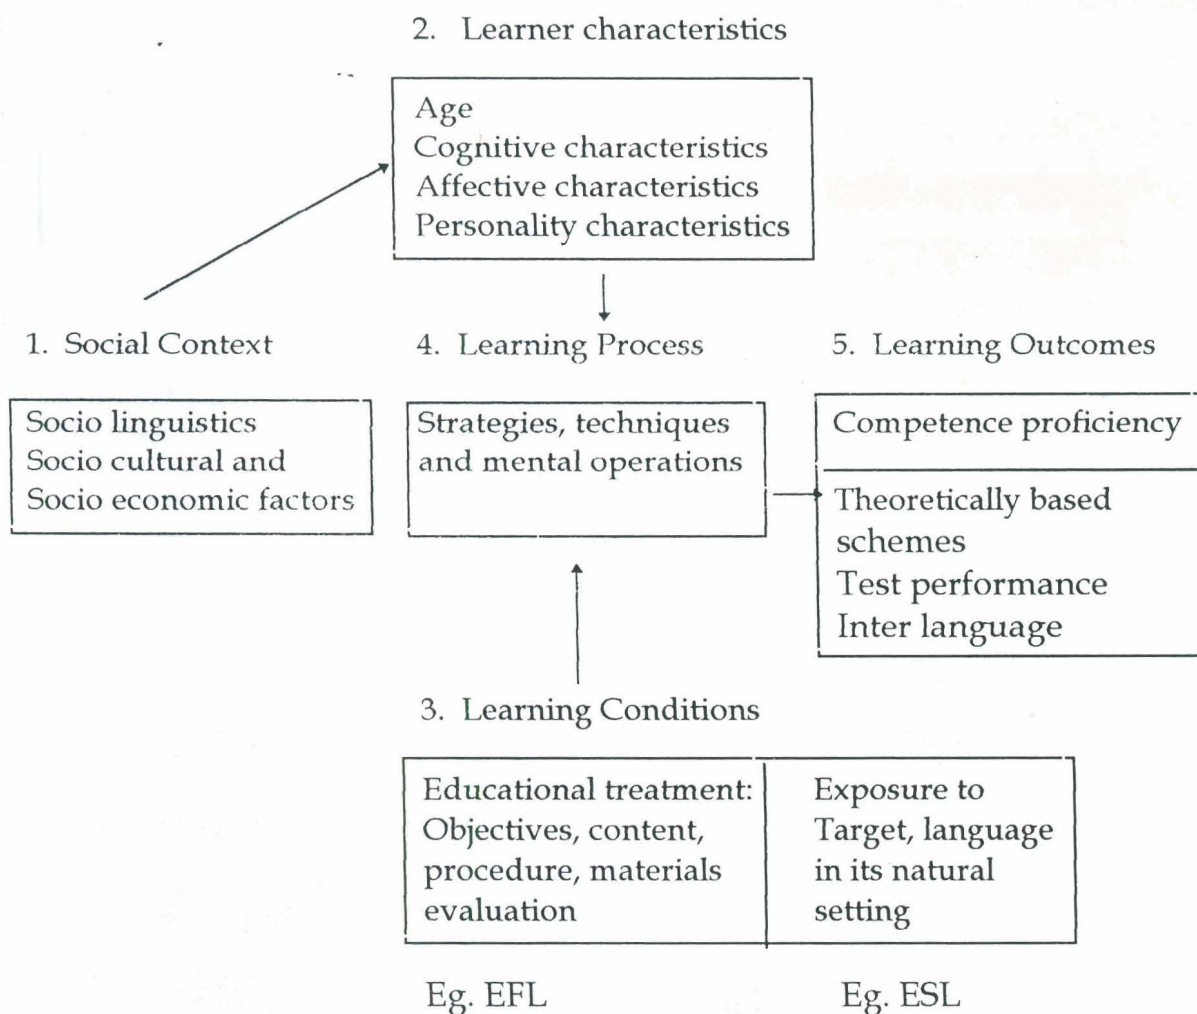 2. Learner characteristics
Age
Cognitive characteristics
Affective characteristics
Personality characteristics
1. Social Context
Socio linguistics
Socio cultural and
Socio economic factors
4. Learning Process
Strategies, techniques
and mental operations
5. Learning Outcomes
Competence proficiency
Theoretically based
schemes
Test performance
Inter language
3. Learning Conditions
Educational treatment:
Objectives, content,
procedure, materials
evaluation
Exposure to
Target, language
in its natural
setting
Eg. EFL
Eg. ESL